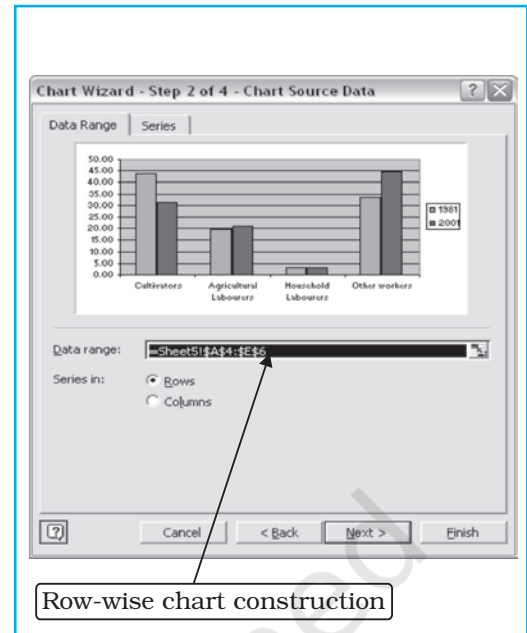 Chart Wizard - Step 2 of 4 - Chart Source Data
Data Range
Series
50.00
45.00
40.00
35.00
30.00
25.00
20.00
15.00
10.00
5.00
0.00
Cultivators
Agricultural
Labourers
Household
Labourers
Other workers
1981
2001
Data range:
=Sheet5!$A$4:$E$6
Series in:
Rows
Columns
Cancel
< Back
Next >
Finish
Row-wise chart construction